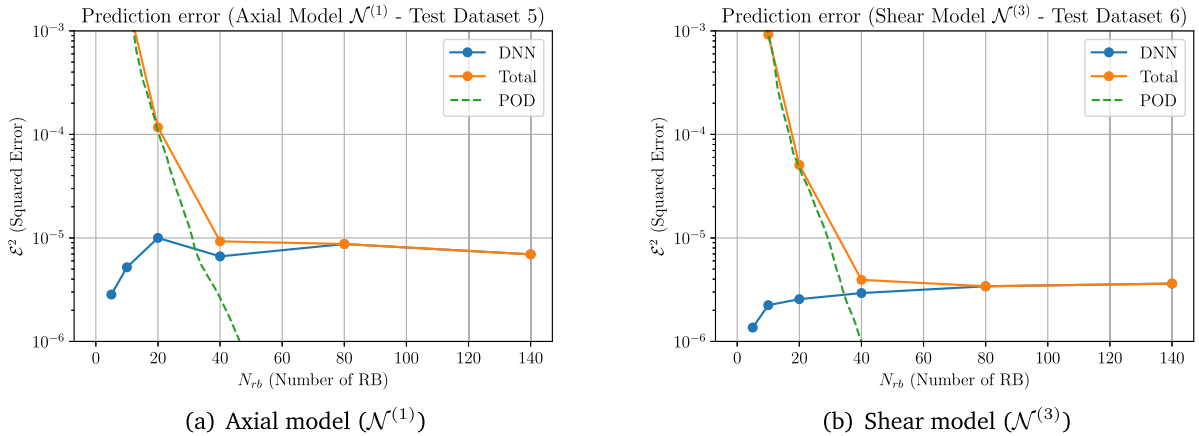 Prediction error (Axial Model 𝒩⁽¹⁾ - Test Dataset 5)
DNN
Total
POD
10⁻³
10⁻⁴
10⁻⁵
10⁻⁶
ℰ² (Squared Error)
0 20 40 60 80 100 120 140
N_rb (Number of RB)
(a) Axial model (𝒩⁽¹⁾)
Prediction error (Shear Model 𝒩⁽³⁾ - Test Dataset 6)
DNN
Total
POD
10⁻³
10⁻⁴
10⁻⁵
10⁻⁶
ℰ² (Squared Error)
0 20 40 60 80 100 120 140
N_rb (Number of RB)
(b) Shear model (𝒩⁽³⁾)